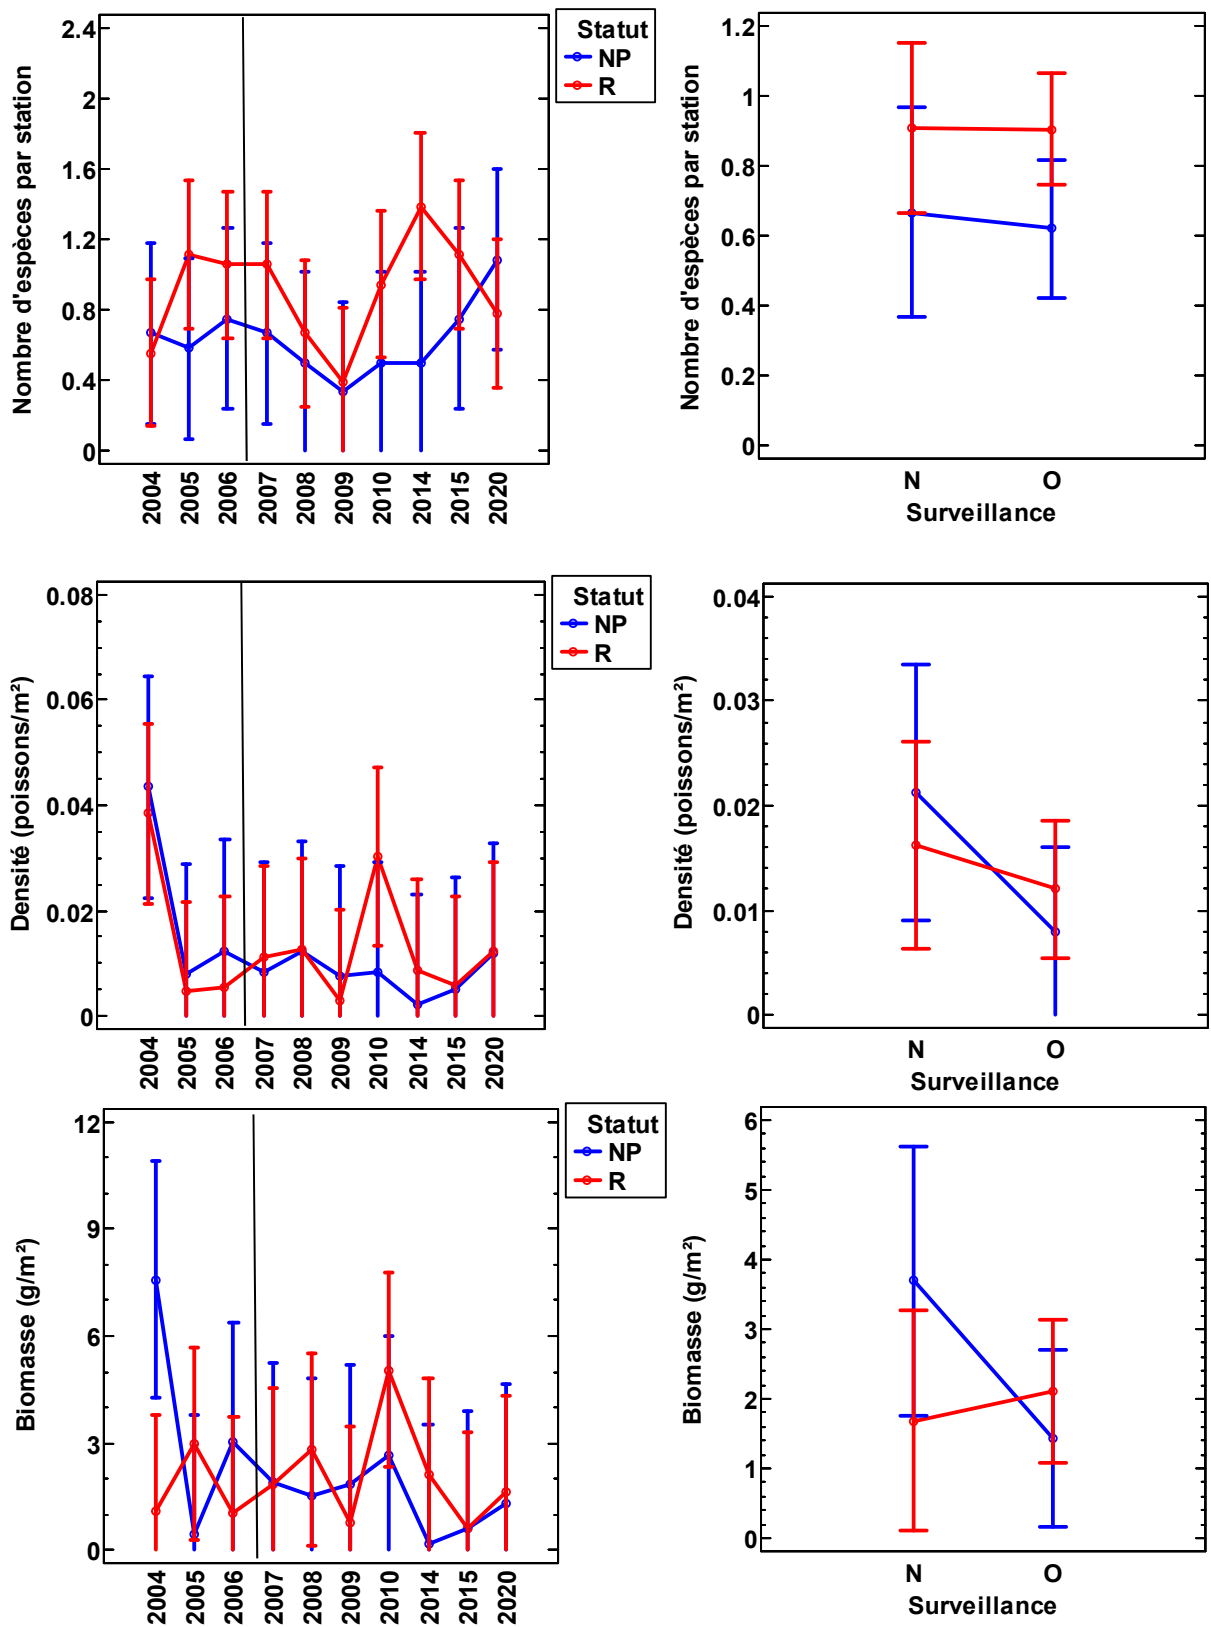 Nombre d'espèces par station
2.4
2
1.6
1.2
0.8
0.4
0
2004
2005
2006
2007
2008
2009
2010
2014
2015
2020
Statut
NP
R
Nombre d'espèces par station
1.2
1
0.8
0.6
0.4
0.2
0
N
O
Surveillance
Densité (poissons/m²)
0.08
0.06
0.04
0.02
0
2004
2005
2006
2007
2008
2009
2010
2014
2015
2020
Statut
NP
R
Densité (poissons/m²)
0.04
0.03
0.02
0.01
0
N
O
Surveillance
Biomasse (g/m²)
12
9
6
3
0
2004
2005
2006
2007
2008
2009
2010
2014
2015
2020
Statut
NP
R
Biomasse (g/m²)
6
5
4
3
2
1
0
N
O
Surveillance